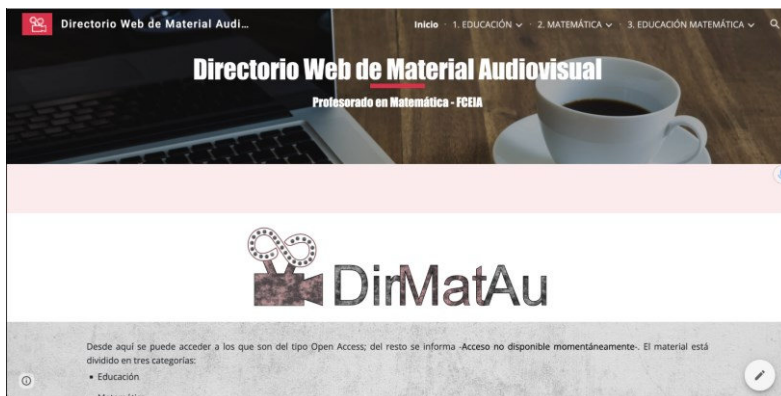 Directorio Web de Material Audi...
Inicio
1. EDUCACIÓN
2. MATEMÁTICA
3. EDUCACIÓN MATEMÁTICA
Directorio Web de Material Audiovisual
Profesorado en Matemática - FCEIA
DirMatAu
Desde aquí se puede acceder a los que son del tipo Open Access; del resto se informa -Acceso no disponible momentáneamente-. El material está
dividido en tres categorías:
• Educación